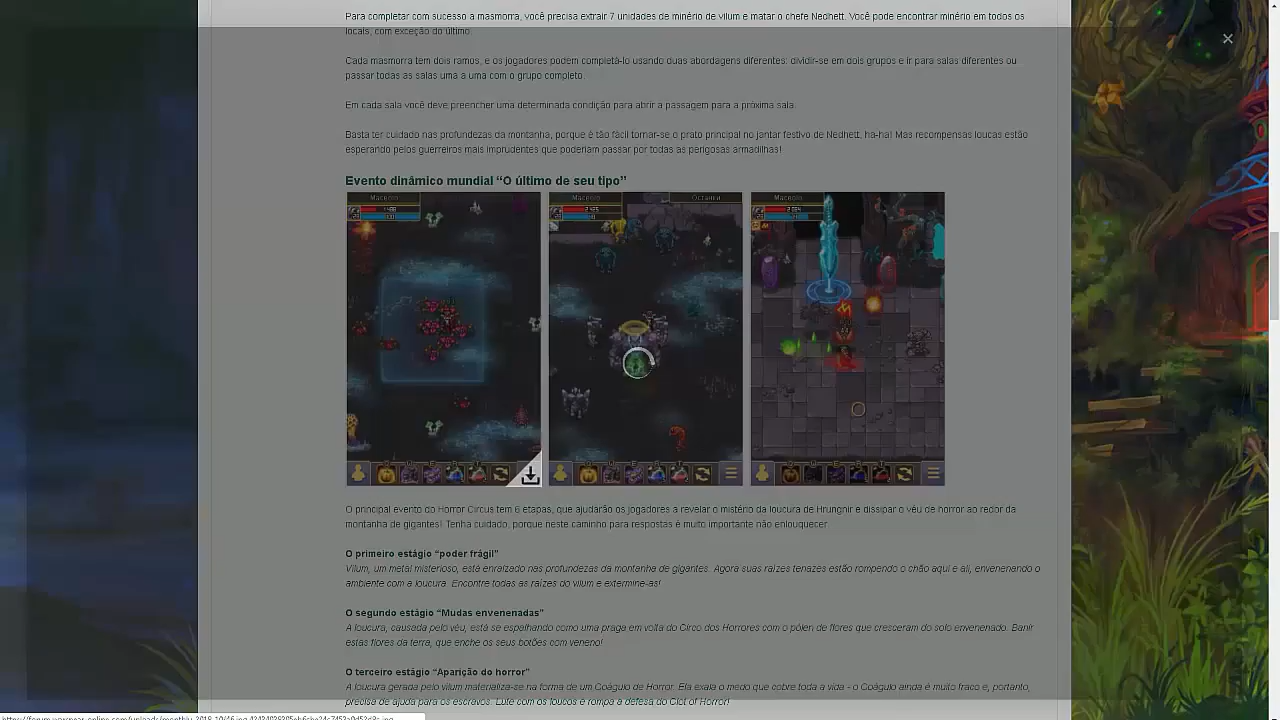 Para completar com sucesso a masmorra, você precisa extrair 7 unidades de minério de vilum e matar o chefe Nedhett. Você pode encontrar minério em todos os
locais, com exceção do último.
Cada masmorra tem dois ramos, e os jogadores podem completá-lo usando duas abordagens diferentes: dividir-se em dois grupos e ir para salas diferentes ou
passar todas as salas uma a uma com o grupo completo.
Em cada sala você deve preencher uma determinada condição para abrir a passagem para a próxima sala.
Basta ter cuidado nas profundezas da montanha, porque é tão fácil tornar-se o prato principal no jantar festivo de Nedhett, ha-ha! Mas recompensas loucas estão
esperando pelos guerreiros mais imprudentes que poderiam passar por todas as perigosas armadilhas!
Evento dinâmico mundial “O último de seu tipo”
O principal evento do Horror Circus tem 6 etapas, que ajudarão os jogadores a revelar o mistério da loucura de Hrungnir e dissipar o véu de horror ao redor da
montanha de gigantes! Tenha cuidado, porque neste caminho para respostas é muito importante não enlouquecer.
O primeiro estágio “poder frágil”
Vilum, um metal misterioso, está enraizado nas profundezas da montanha de gigantes. Agora suas raízes tenazes estão rompendo o chão aqui e ali, envenenando o
ambiente com a loucura. Encontre todas as raízes do vilum e extermine-as!
O segundo estágio “Mudas envenenadas”
A loucura, causada pelo véu, está se espalhando como uma praga em volta do Circo dos Horrores com o pólen de flores que cresceram do solo envenenado. Banir
estas flores da terra, que enche os seus botões com veneno!
O terceiro estágio “Aparição do horror”
A loucura gerada pelo vilum materializa-se na forma de um Coágulo de Horror. Ela exala o medo que cobre toda a vida - o Coágulo ainda é muito fraco e, portanto,
precisa de ajuda para os escravos. Lute com os loucos e rompa a defesa do Clot of Horror!